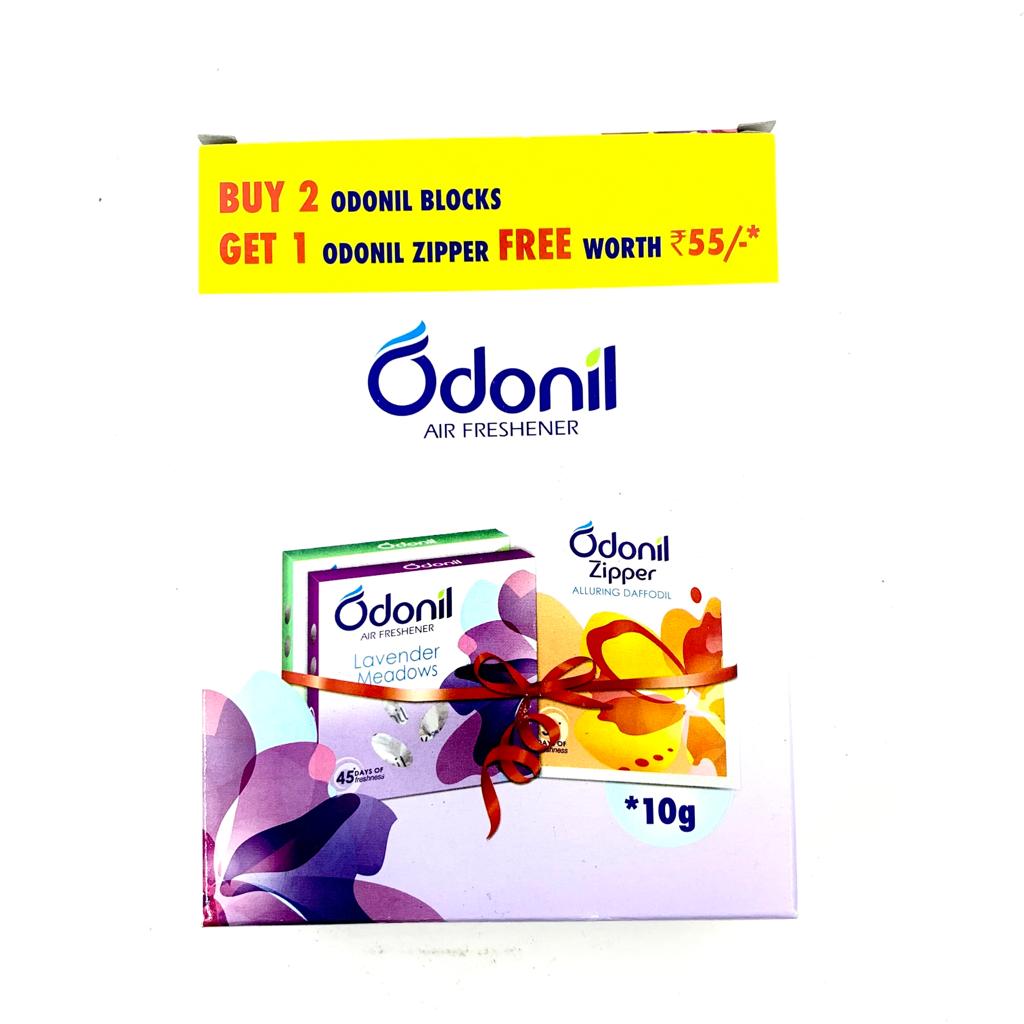 BUY 2 ODONIL BLOCKS
GET 1 ODONIL ZIPPER FREE WORTH ₹55/-*
Odonil
AIR FRESHENER
Odonil
Odonil
Odonil
AIR FRESHENER
Lavender
Meadows
45 DAYS OF
freshness
Odonil
Zipper
ALLURING DAFFODIL
*10g